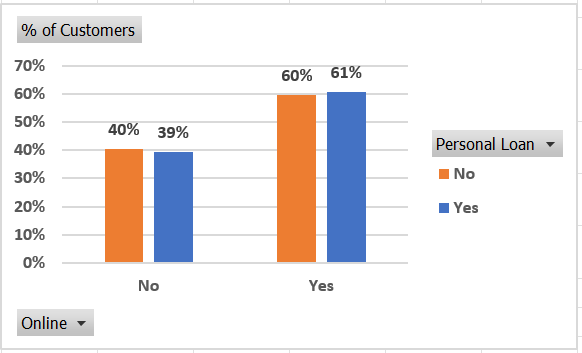 % of Customers
70%
60%
50%
40%
30%
20%
10%
0%
40%
39%
60%
61%
No
Yes
Personal Loan
No
Yes
Online